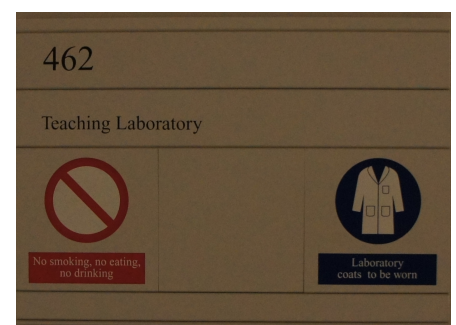 462
Teaching Laboratory
No smoking, no eating,
no drinking
Laboratory
coats to be worn